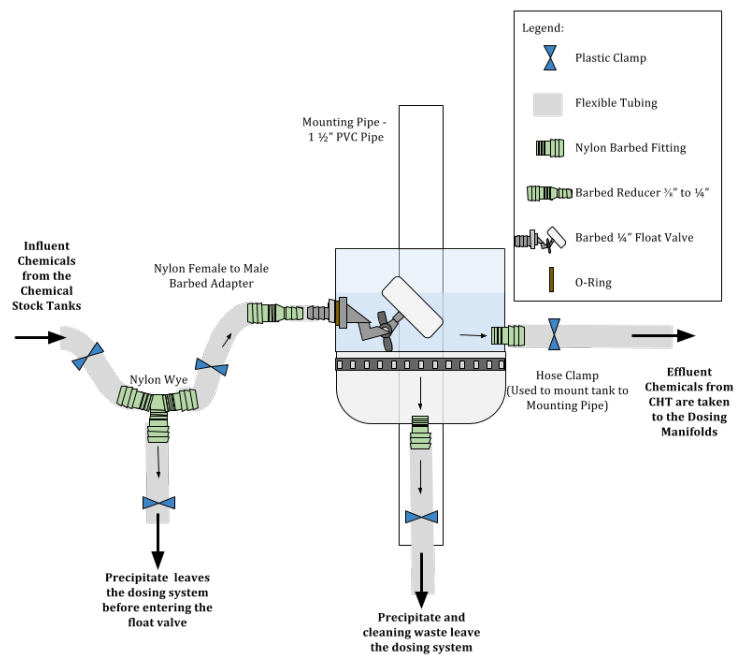 Legend:
Plastic Clamp
Flexible Tubing
Nylon Barbed Fitting
Barbed Reducer ⅜" to ¼"
Barbed ¼" Float Valve
O-Ring
Mounting Pipe -
1 ½" PVC Pipe
Influent
Chemicals
from the
Chemical
Stock Tanks
Nylon Female to Male
Barbed Adapter
Nylon Wye
Hose Clamp
(Used to mount tank to
Mounting Pipe)
Effluent
Chemicals from
CHT are taken
to the Dosing
Manifolds
Precipitate leaves
the dosing system
before entering the
float valve
Precipitate and
cleaning waste leave
the dosing system